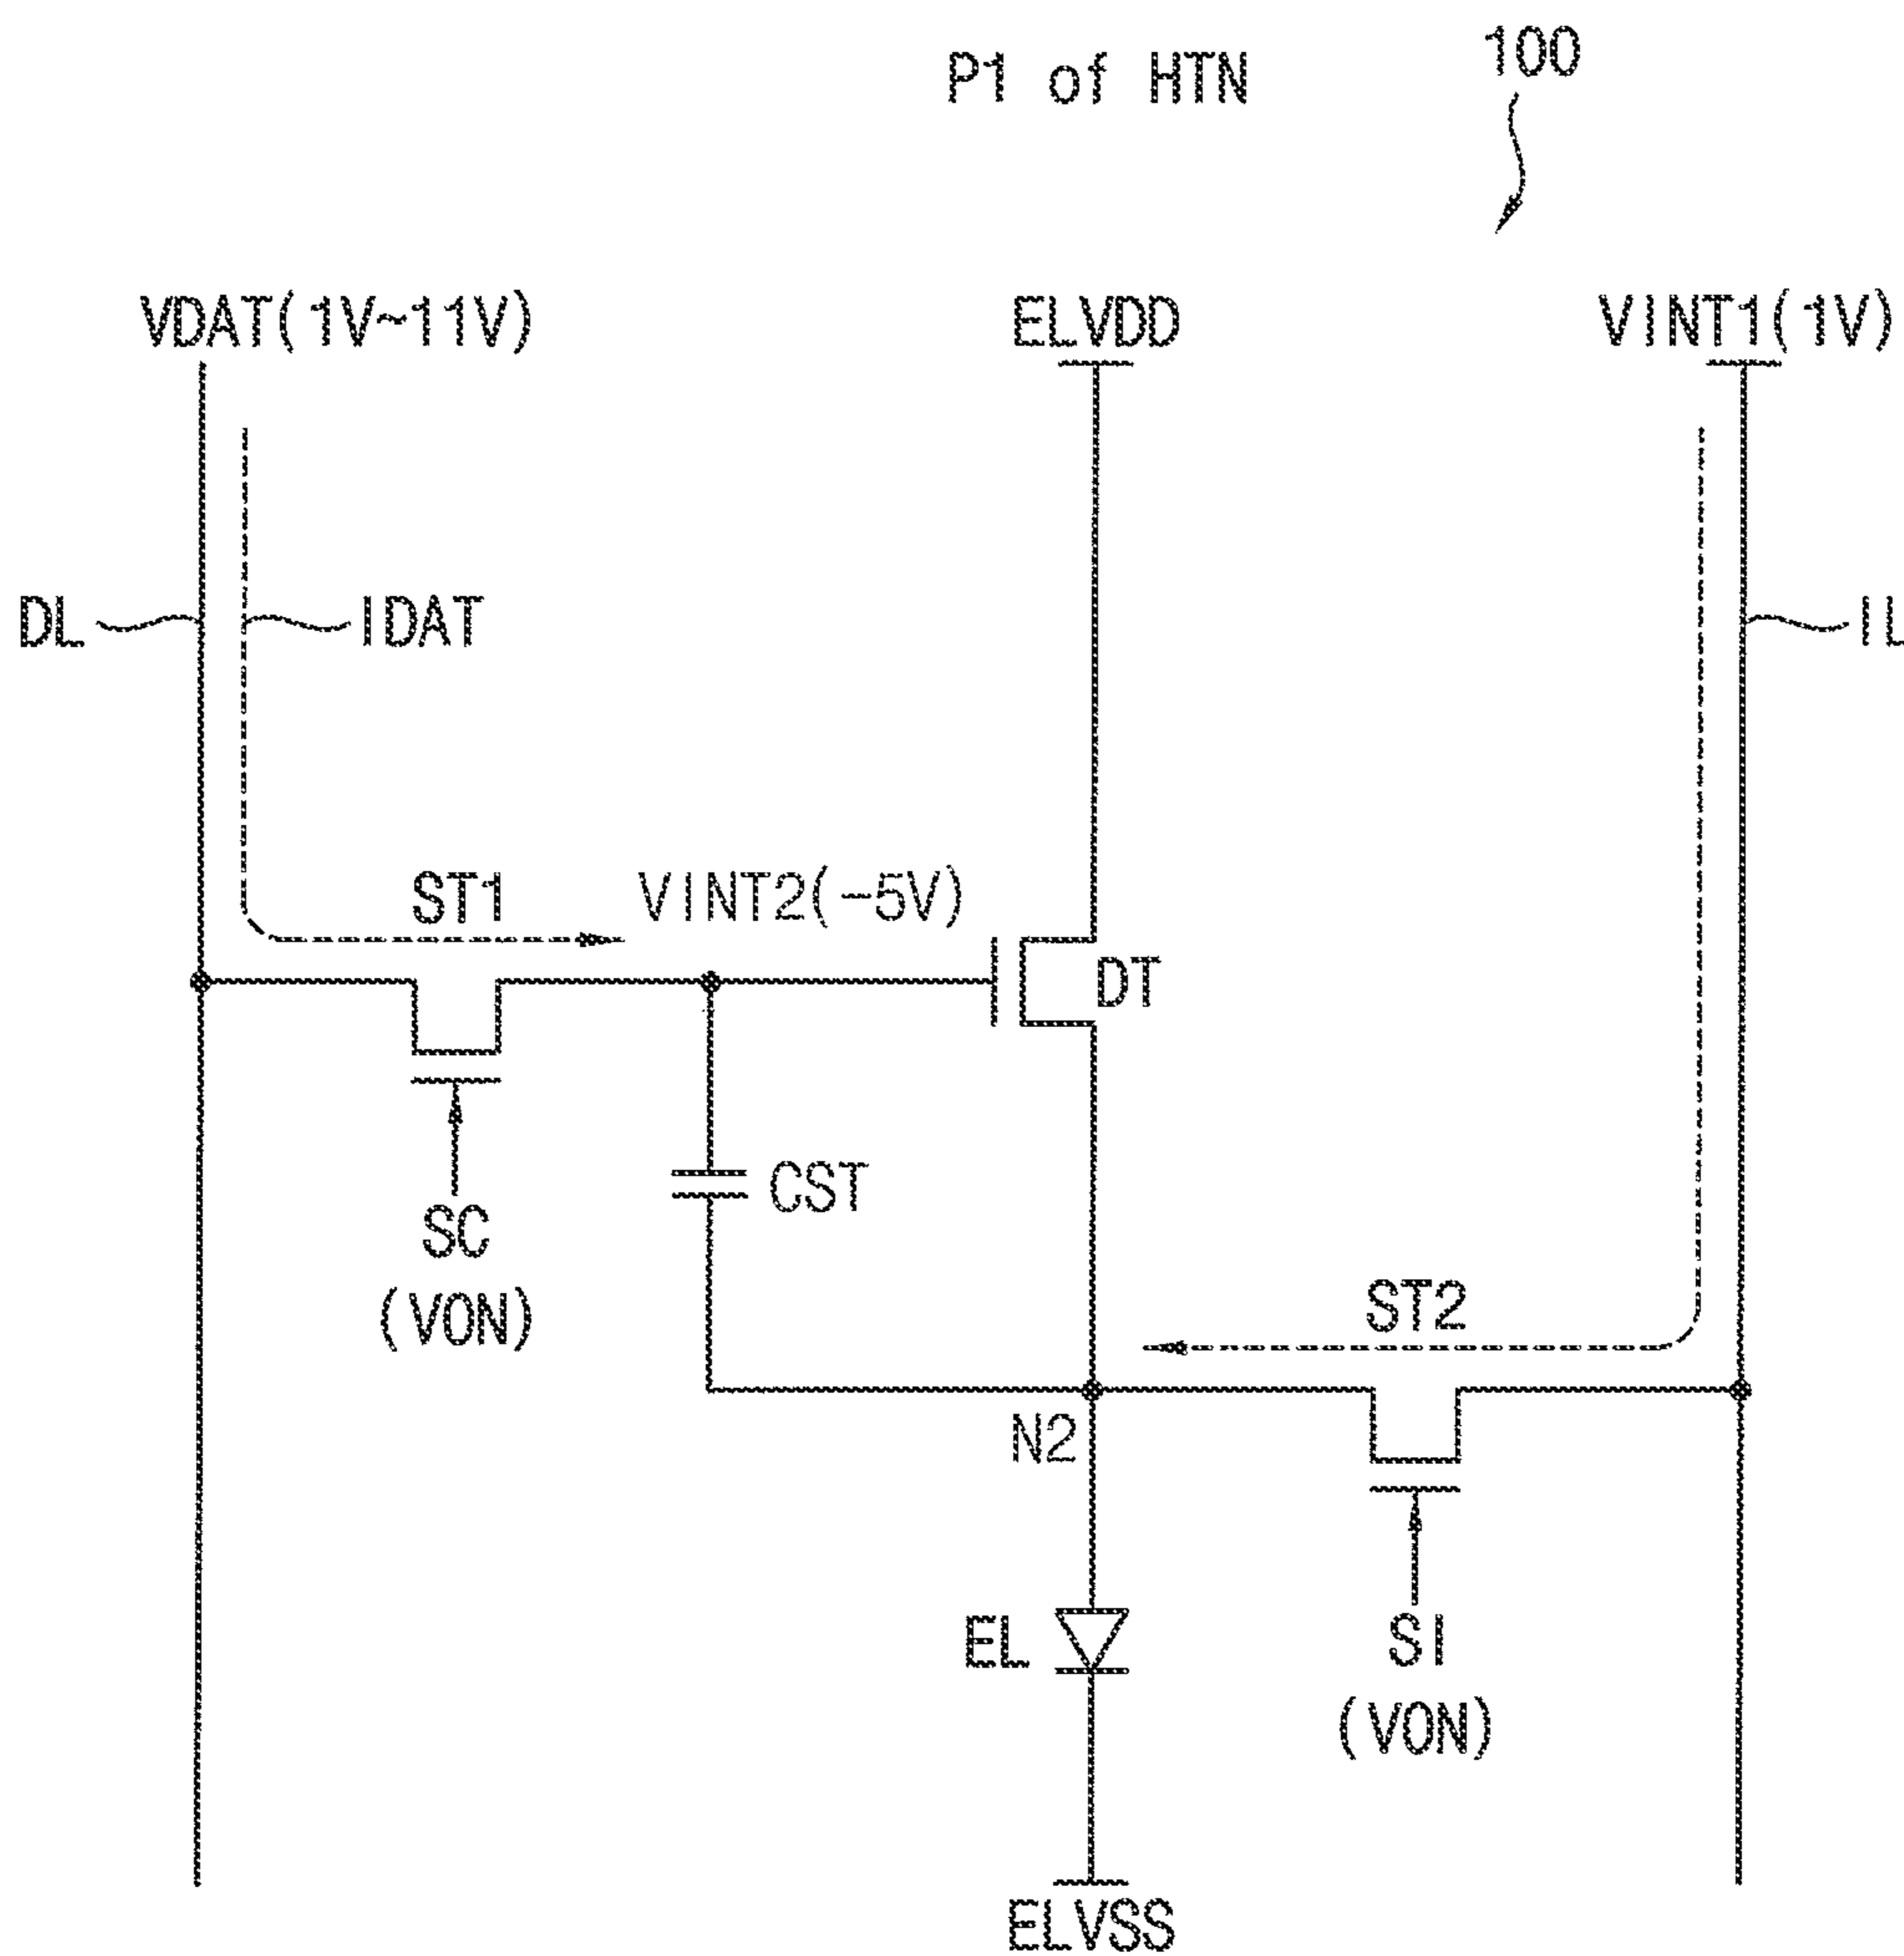 P1 of HTN
100
VDAT(1V~11V)
ELVDD
VINT1(1V)
DL
IDAT
IL
ST1
VINT2(-5V)
DT
CST
SC
(VON)
ST2
N2
EL
SI
(VON)
ELVSS